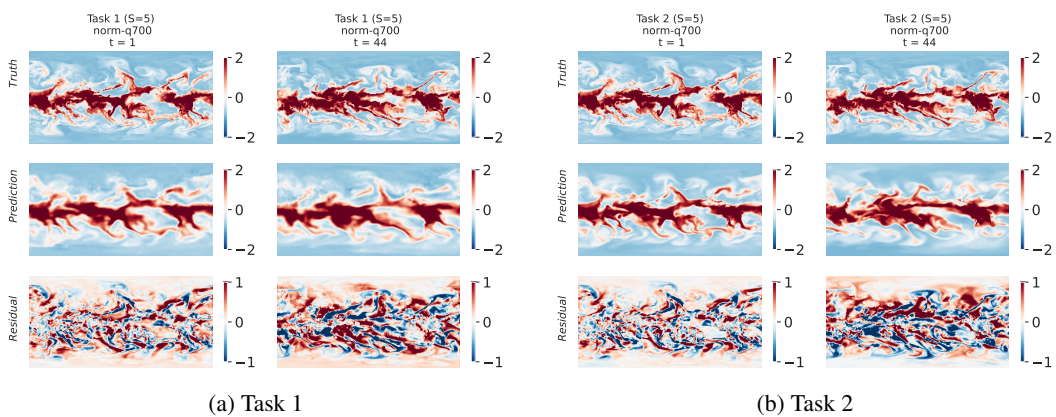 Task 1 (S=5)
norm-q700
t = 1
Task 1 (S=5)
norm-q700
t = 44
Task 2 (S=5)
norm-q700
t = 1
Task 2 (S=5)
norm-q700
t = 44
Truth
2
0
−2
2
0
−2
Truth
2
0
−2
2
0
−2
Prediction
2
0
−2
2
0
−2
Prediction
2
0
−2
2
0
−2
Residual
1
0
−1
1
0
−1
Residual
1
0
−1
1
0
−1
(a) Task 1
(b) Task 2